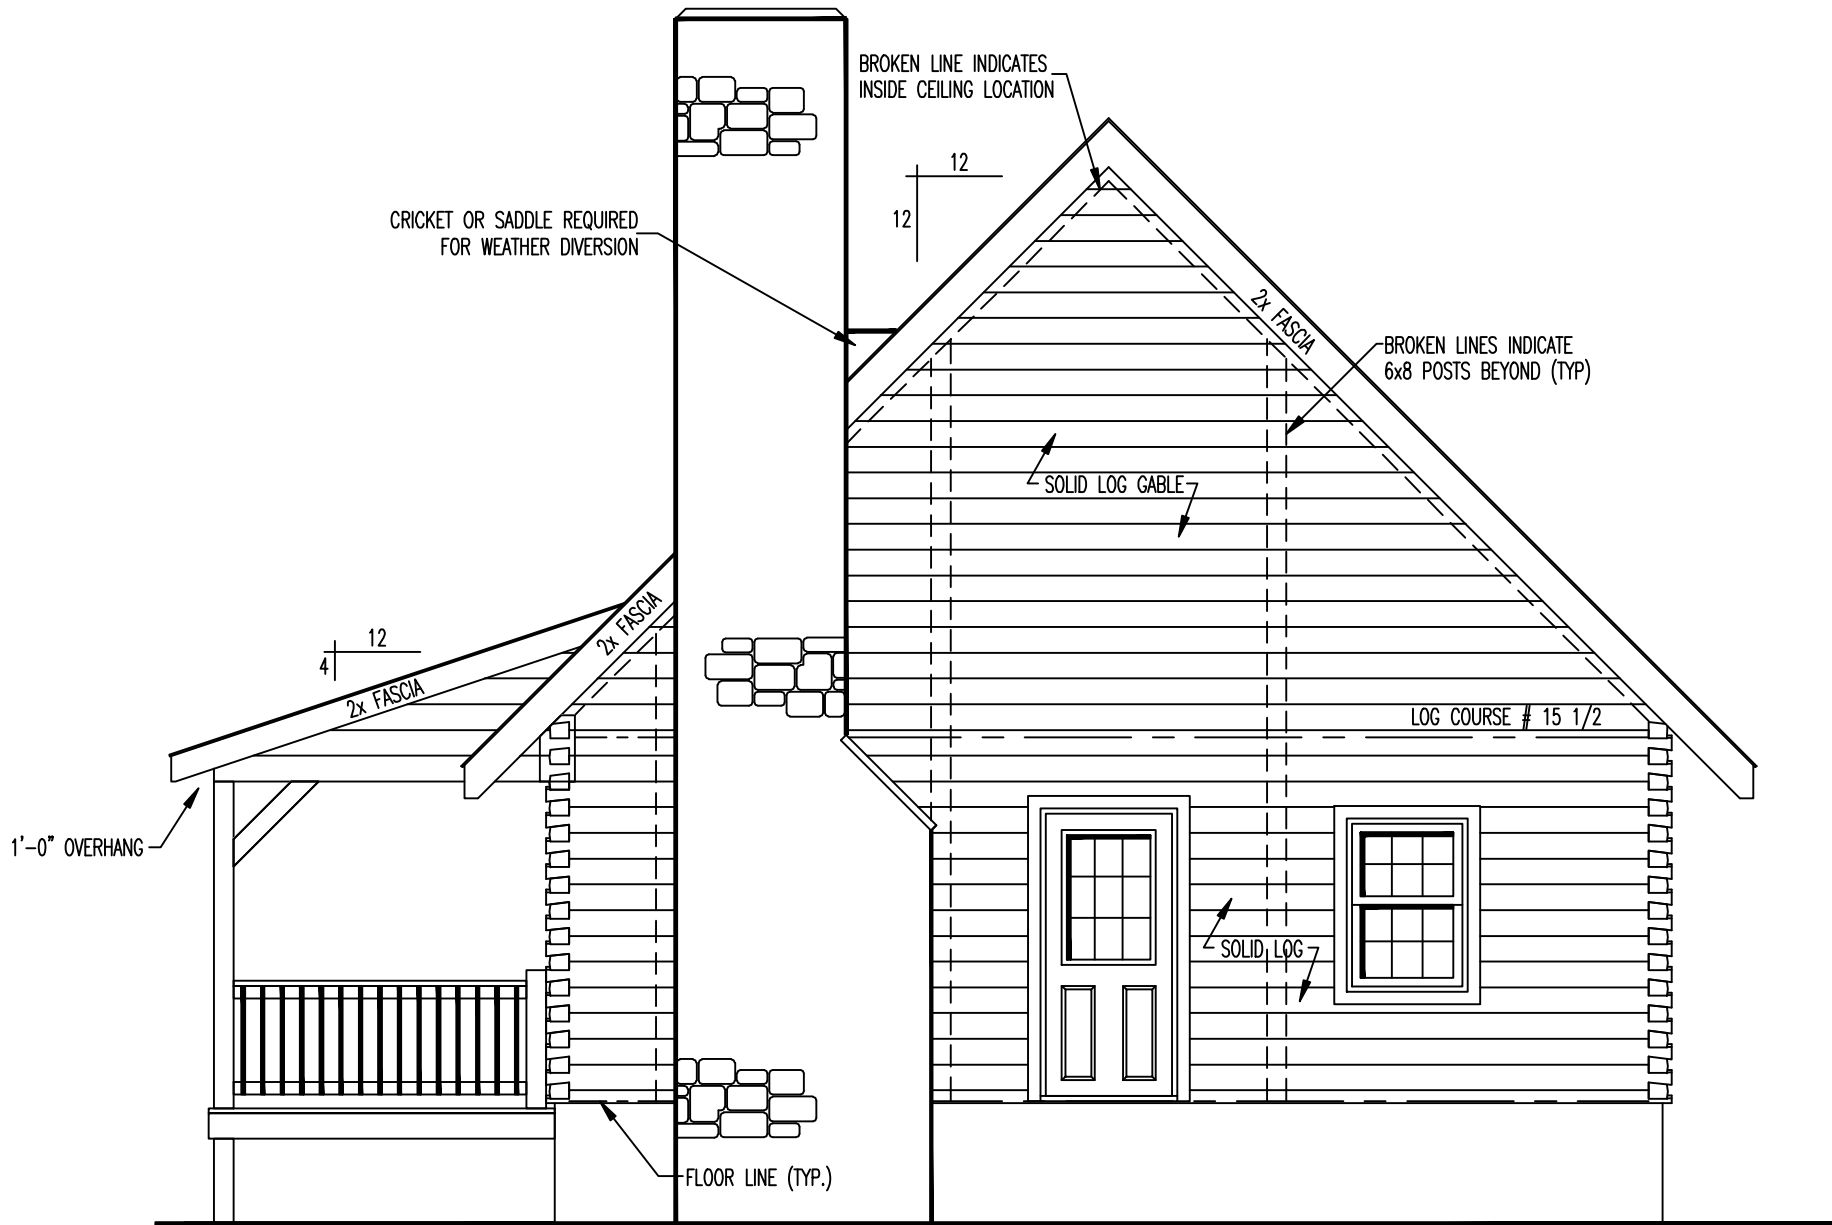 BROKEN LINE INDICATES
INSIDE CEILING LOCATION
12
12
CRICKET OR SADDLE REQUIRED
FOR WEATHER DIVERSION
2x FASCIA
BROKEN LINES INDICATE
6x8 POSTS BEYOND (TYP)
SOLID LOG GABLE
2x FASCIA
12
4
2x FASCIA
LOG COURSE # 15 1/2
1'-0" OVERHANG
SOLID LOG
FLOOR LINE (TYP.)